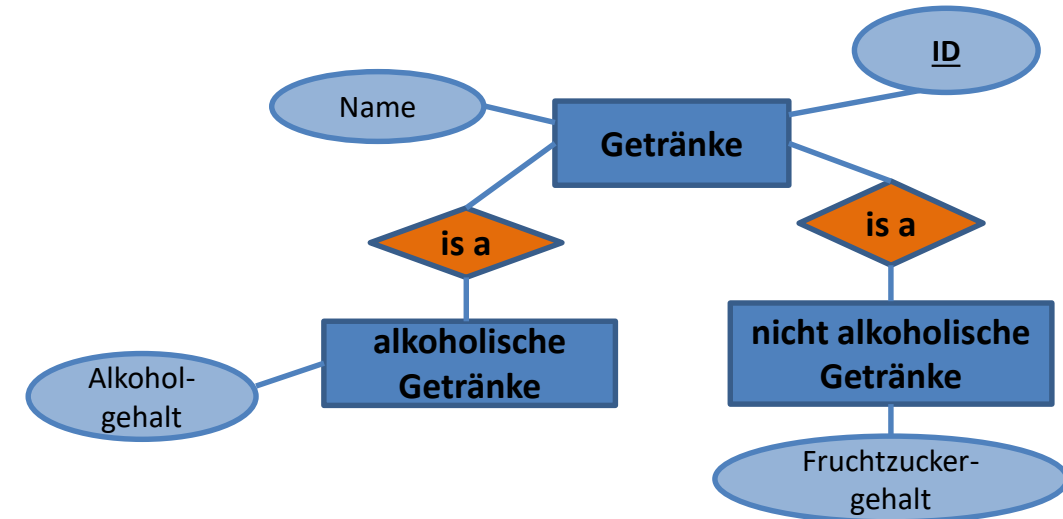 ID
Name
Getränke
is a
is a
alkoholische
Getränke
nicht alkoholische
Getränke
Alkohol-
gehalt
Fruchtzucker-
gehalt